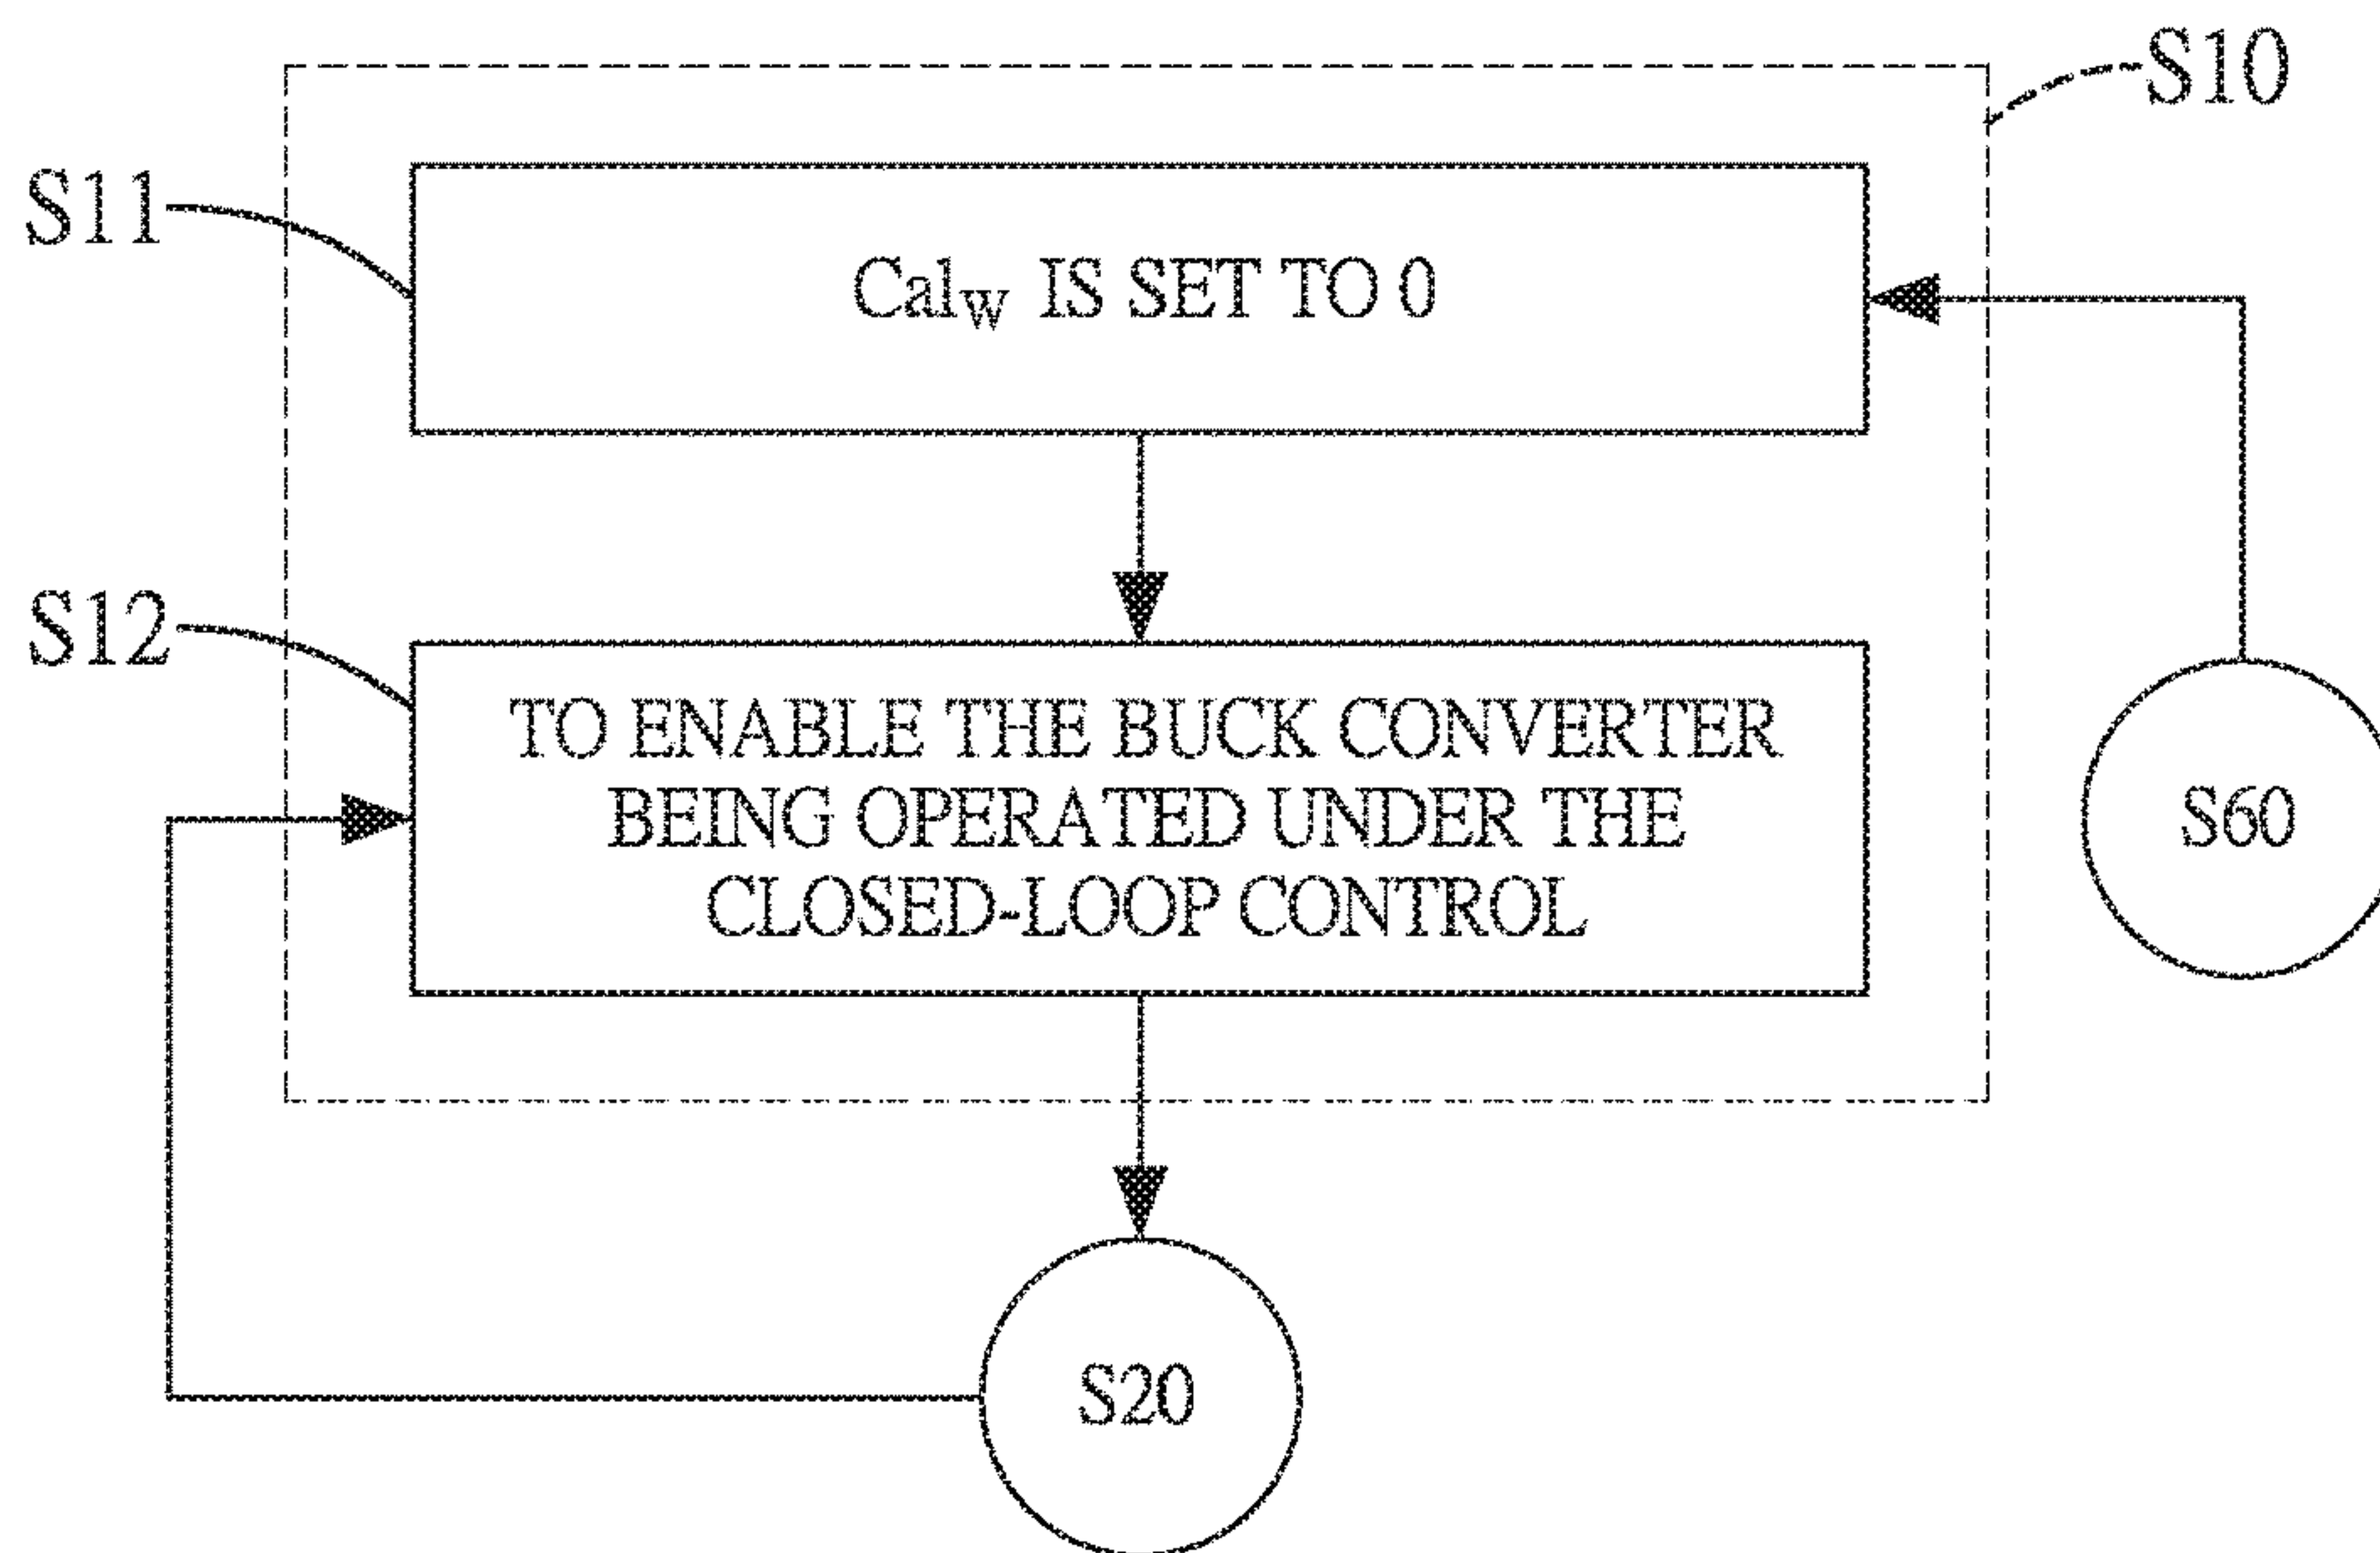 S10
S11
Calw IS SET TO 0
S12
TO ENABLE THE BUCK CONVERTER
BEING OPERATED UNDER THE
CLOSED-LOOP CONTROL
S60
S20